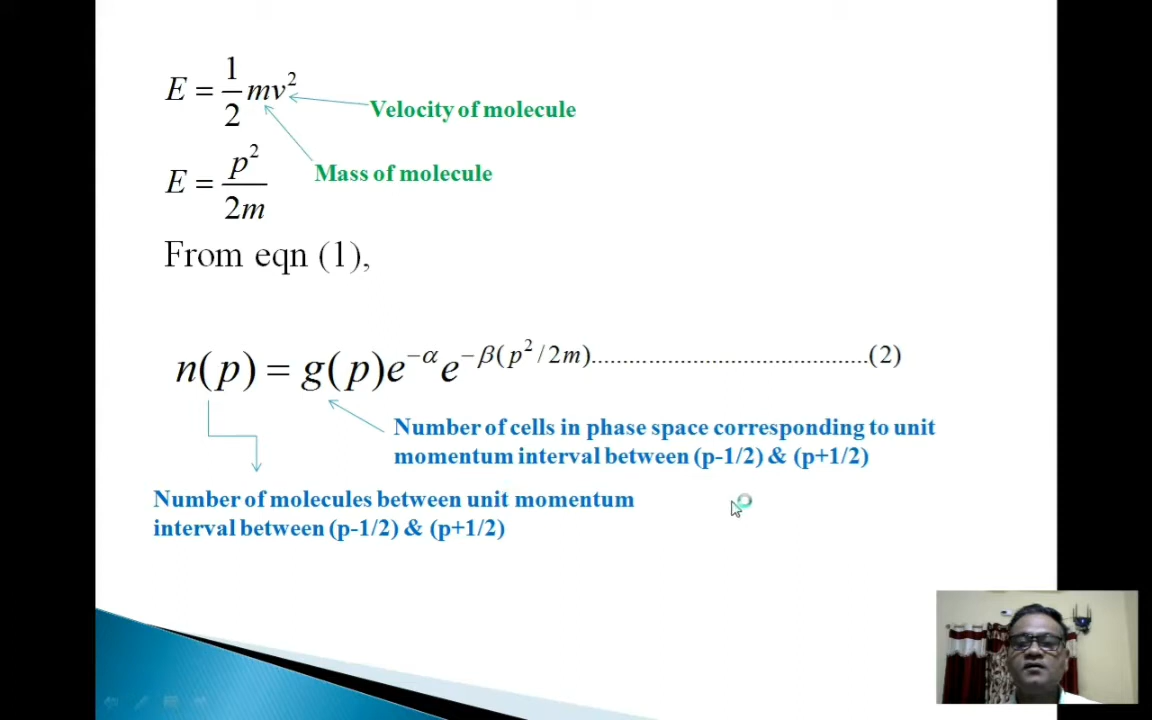 E = 1/2 mv²
Velocity of molecule
Mass of molecule
E = p²/2m
From eqn (1),
n(p) = g(p)e^{−α} e^{−β(p²/2m)}............................................(2)
Number of cells in phase space corresponding to unit
momentum interval between (p-1/2) & (p+1/2)
Number of molecules between unit momentum
interval between (p-1/2) & (p+1/2)